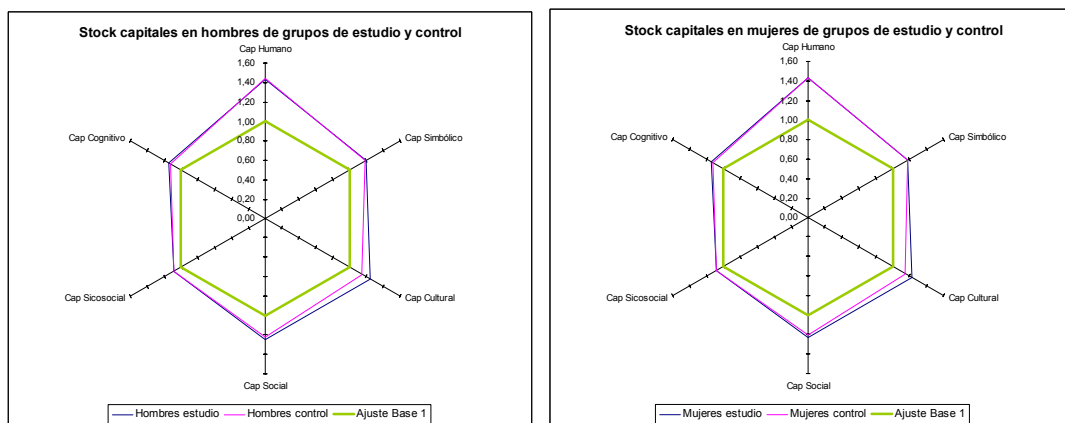 Stock capitales en hombres de grupos de estudio y control
Cap Humano
1,60
1,40
1,20
1,00
0,80
0,60
0,40
0,20
0,00
Cap Cognitivo
Cap Simbólico
Cap Sicosocial
Cap Cultural
Cap Social
Hombres estudio
Hombres control
Ajuste Base 1
Stock capitales en mujeres de grupos de estudio y control
Cap Humano
1,60
1,40
1,20
1,00
0,80
0,60
0,40
0,20
0,00
Cap Cognitivo
Cap Simbólico
Cap Sicosocial
Cap Cultural
Cap Social
Mujeres estudio
Mujeres control
Ajuste Base 1